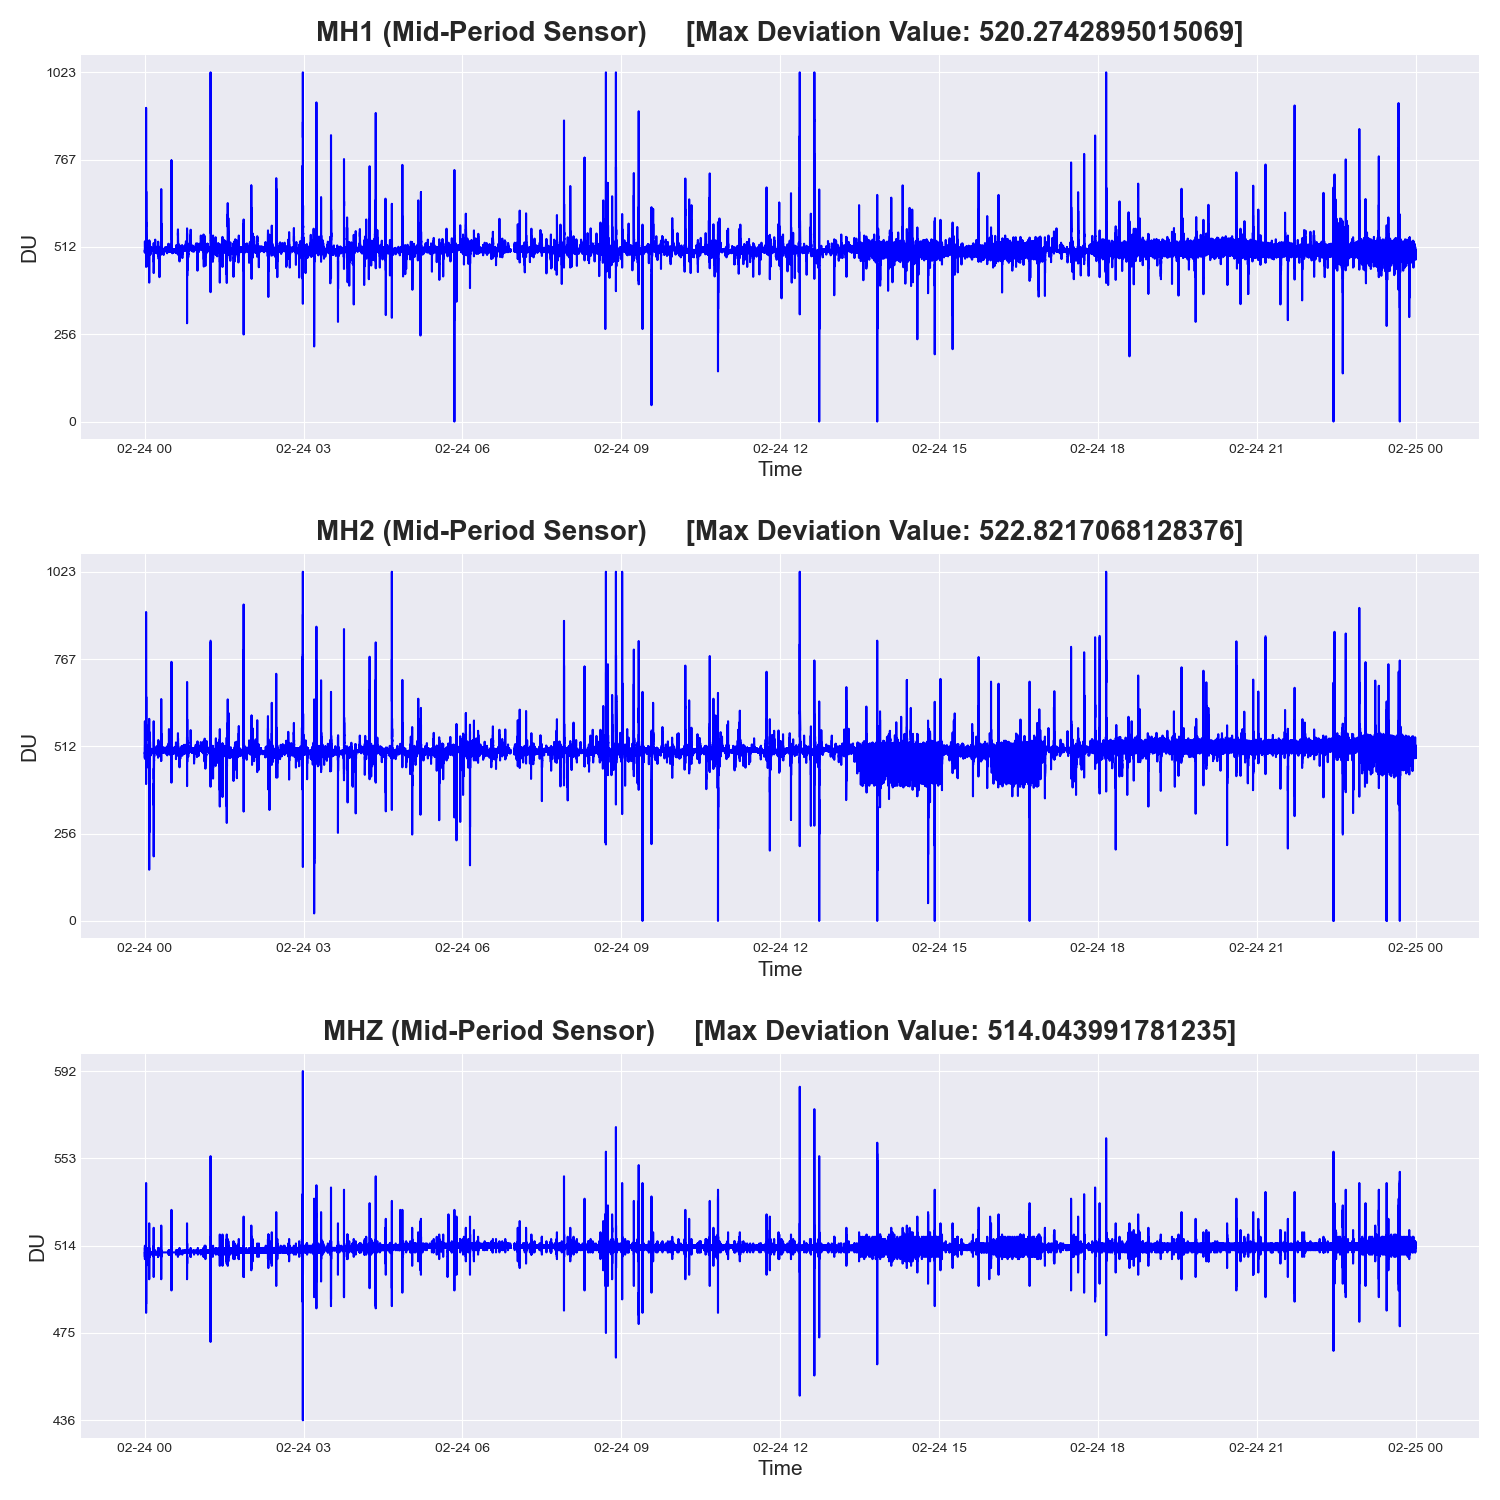 MH1 (Mid-Period Sensor) [Max Deviation Value: 520.2742895015069]
1023
767
512
256
0
DU
02-24 00 02-24 03 02-24 06 02-24 09 02-24 12 02-24 15 02-24 18 02-24 21 02-25 00
Time
MH2 (Mid-Period Sensor) [Max Deviation Value: 522.8217068128376]
1023
767
512
256
0
DU
02-24 00 02-24 03 02-24 06 02-24 09 02-24 12 02-24 15 02-24 18 02-24 21 02-25 00
Time
MHZ (Mid-Period Sensor) [Max Deviation Value: 514.043991781235]
592
553
514
475
436
DU
02-24 00 02-24 03 02-24 06 02-24 09 02-24 12 02-24 15 02-24 18 02-24 21 02-25 00
Time